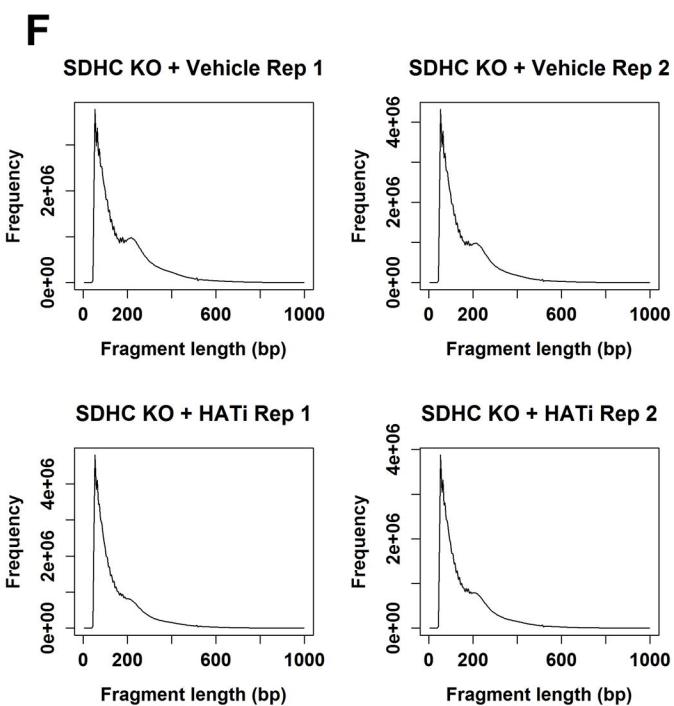 F
SDHC KO + Vehicle Rep 1
Frequency
0e+00 2e+06
0 200 600 1000
Fragment length (bp)
SDHC KO + Vehicle Rep 2
Frequency
0e+00 2e+06 4e+06
0 200 600 1000
Fragment length (bp)
SDHC KO + HATi Rep 1
Frequency
0e+00 2e+06 4e+06
0 200 600 1000
Fragment length (bp)
SDHC KO + HATi Rep 2
Frequency
0e+00 2e+06 4e+06
0 200 600 1000
Fragment length (bp)